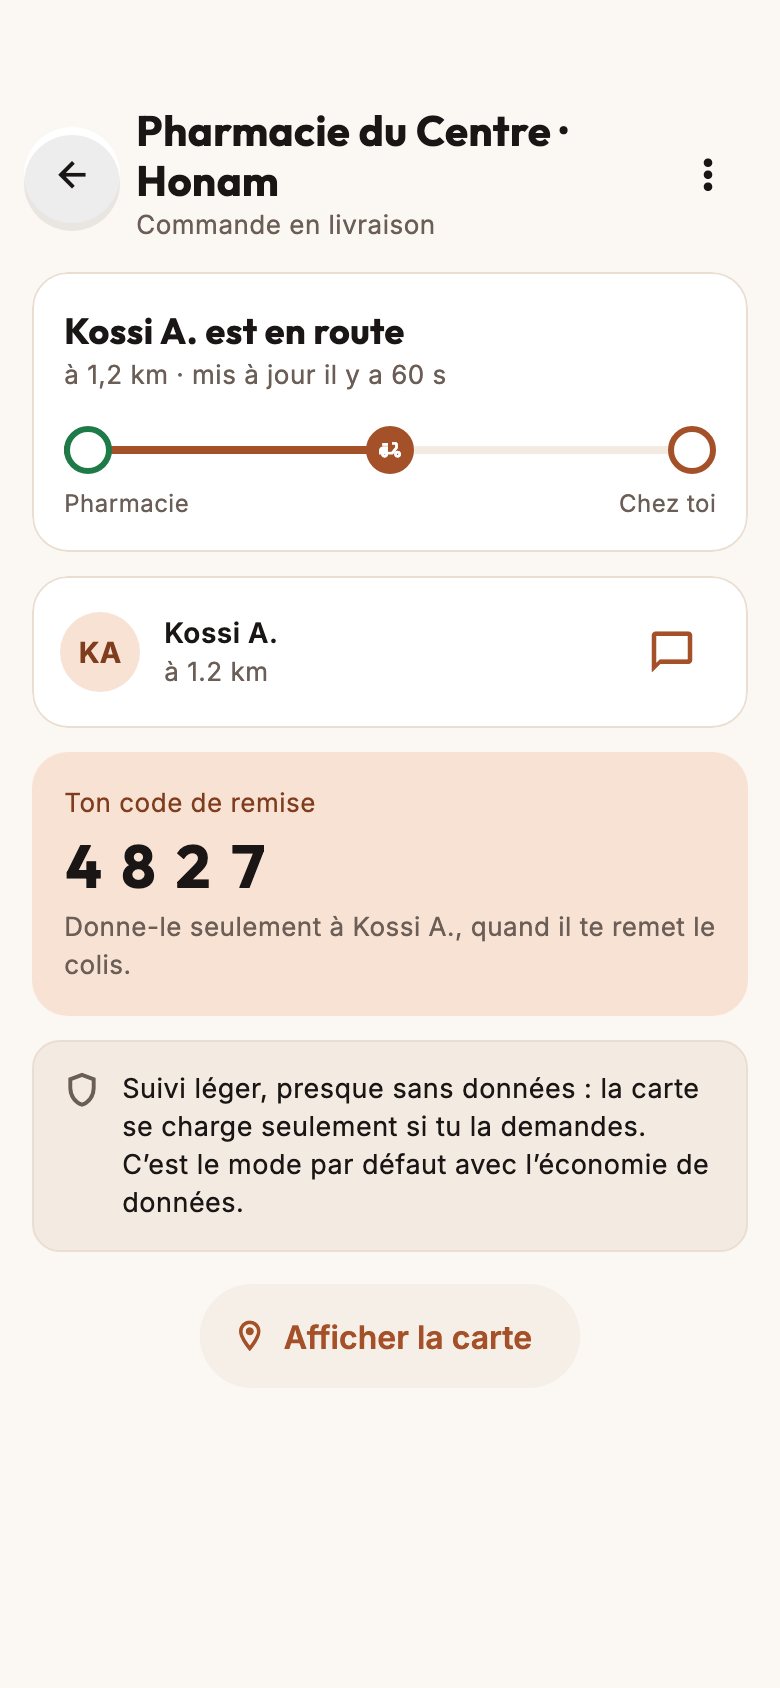 Pharmacie du Centre ·
Honam
Commande en livraison
Kossi A. est en route
à 1,2 km · mis à jour il y a 60 s
Pharmacie
Chez toi
KA
Kossi A.
à 1.2 km
Ton code de remise
4 8 2 7
Donne-le seulement à Kossi A., quand il te remet le
colis.
Suivi léger, presque sans données : la carte
se charge seulement si tu la demandes.
C’est le mode par défaut avec l’économie de
données.
Afficher la carte